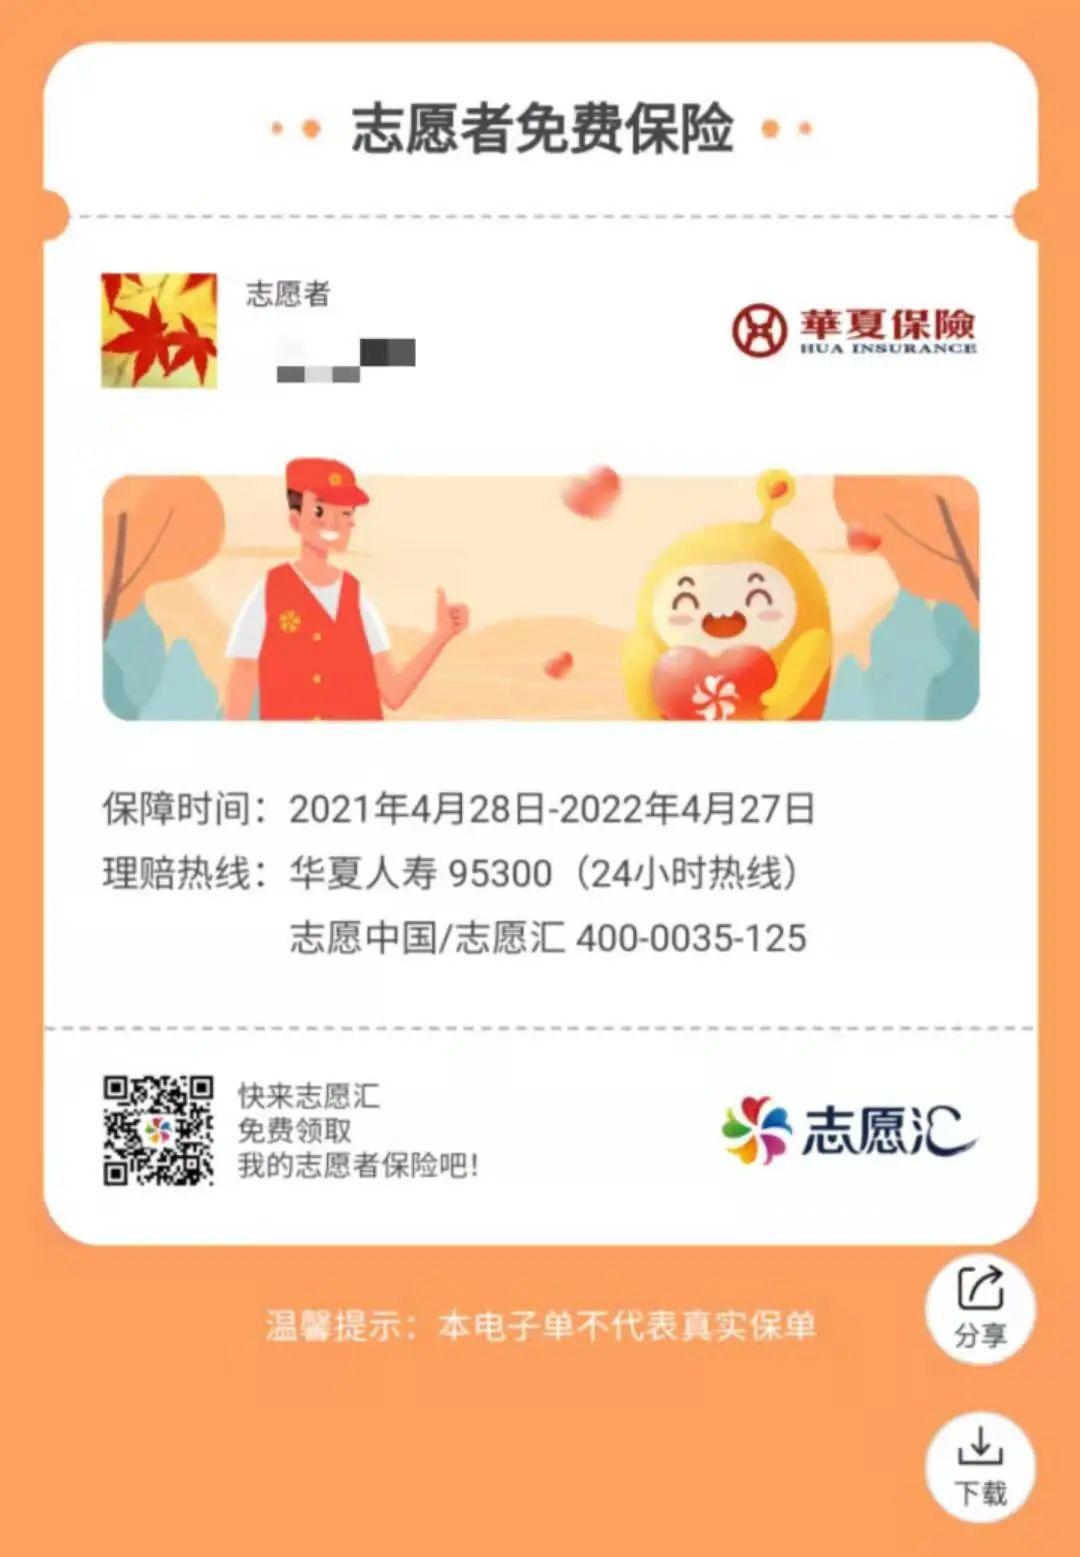 志愿者免费保险
志愿者
華夏保險
HUA INSURANCE
保障时间：2021年4月28日-2022年4月27日
理赔热线：华夏人寿 95300（24小时热线）
志愿中国/志愿汇 400-0035-125
快来志愿汇
免费领取
我的志愿者保险吧！
志愿汇
温馨提示：本电子单不代表真实保单
分享
下载